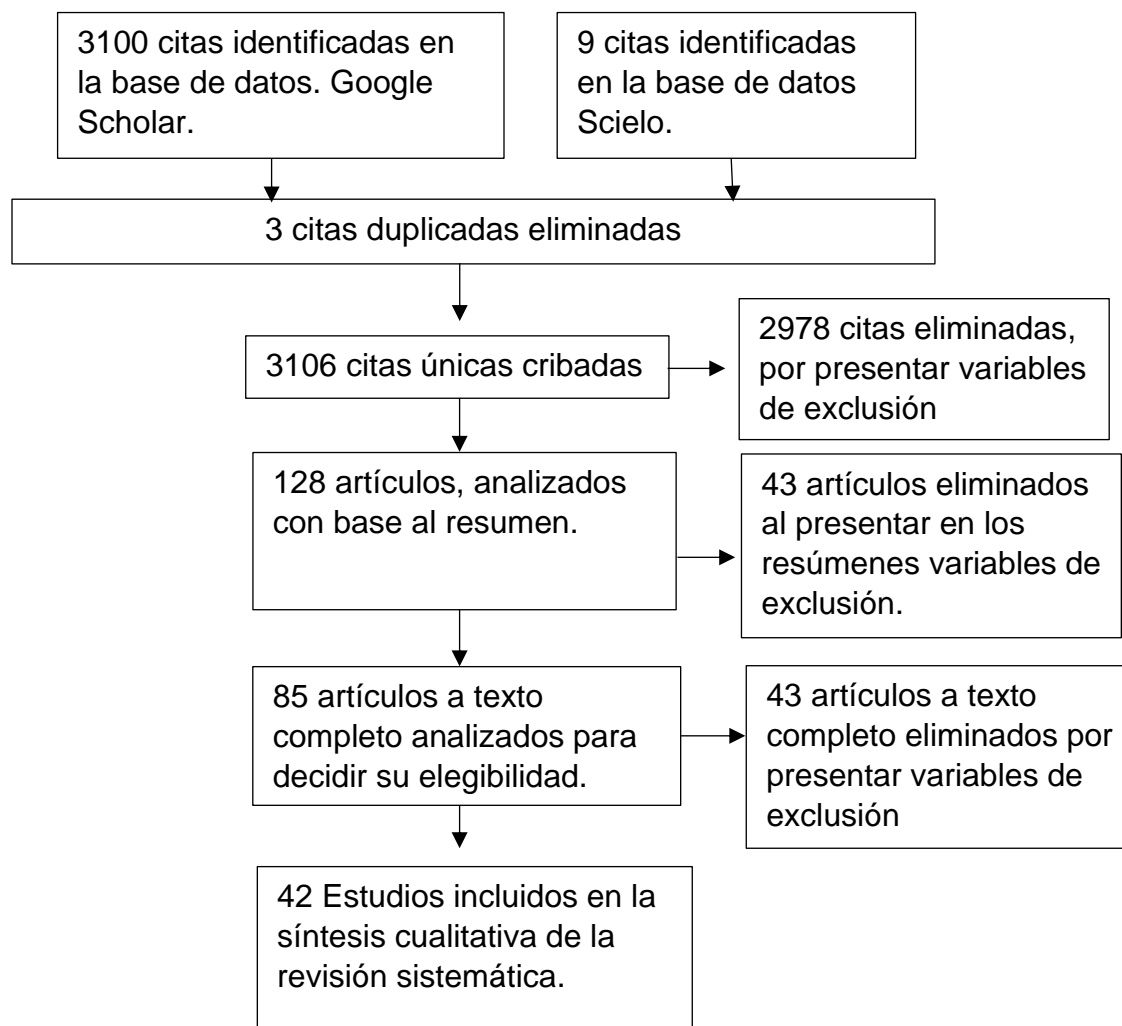 3100 citas identificadas en
la base de datos. Google
Scholar.
9 citas identificadas
en la base de datos
Scielo.
3 citas duplicadas eliminadas
3106 citas únicas cribadas
2978 citas eliminadas,
por presentar variables
de exclusión
128 artículos, analizados
con base al resumen.
43 artículos eliminados
al presentar en los
resúmenes variables de
exclusión.
85 artículos a texto
completo analizados para
decidir su elegibilidad.
43 artículos a texto
completo eliminados por
presentar variables de
exclusión
42 Estudios incluidos en la
síntesis cualitativa de la
revisión sistemática.